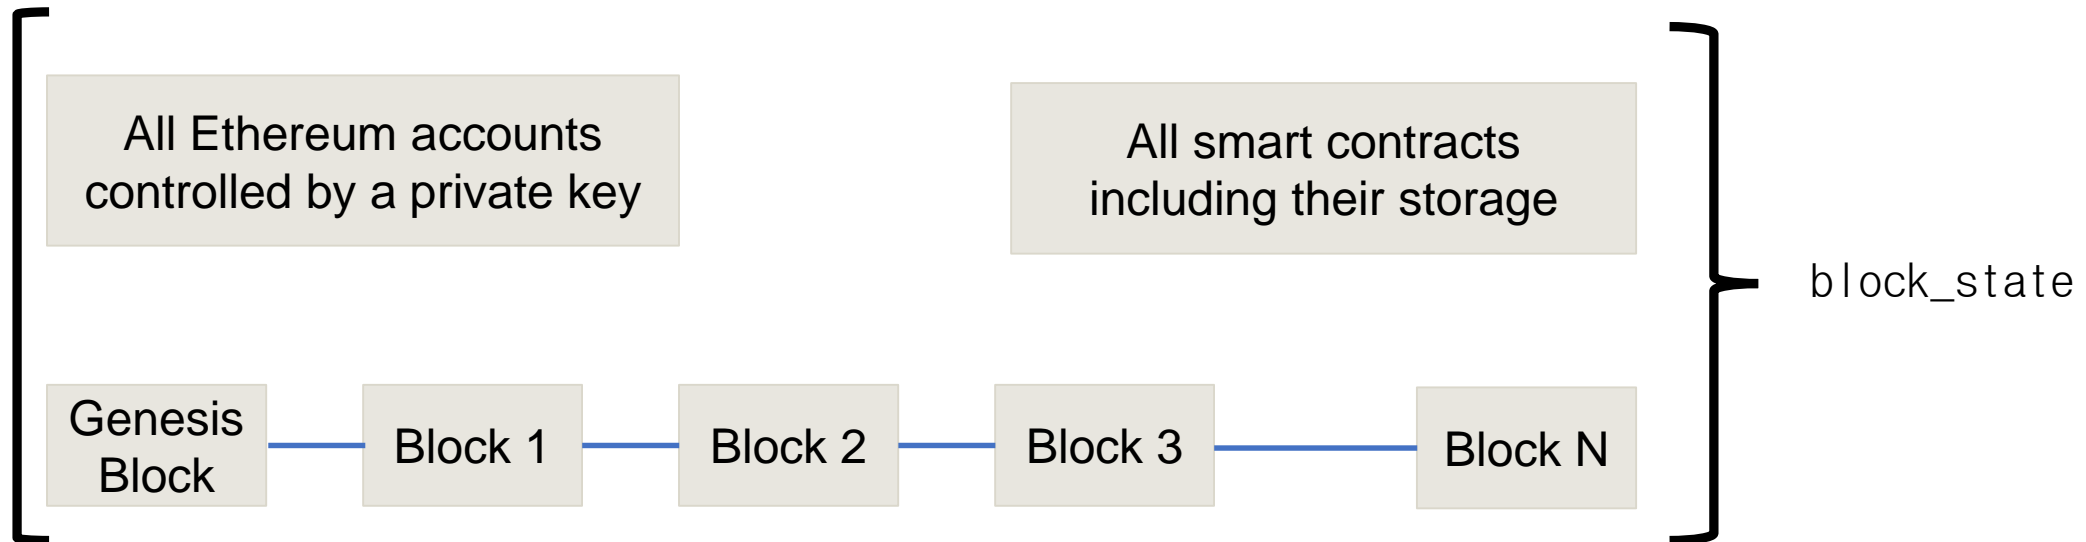 All Ethereum accounts
controlled by a private key
All smart contracts
including their storage
block_state
Genesis
Block
Block 1
Block 2
Block 3
Block N